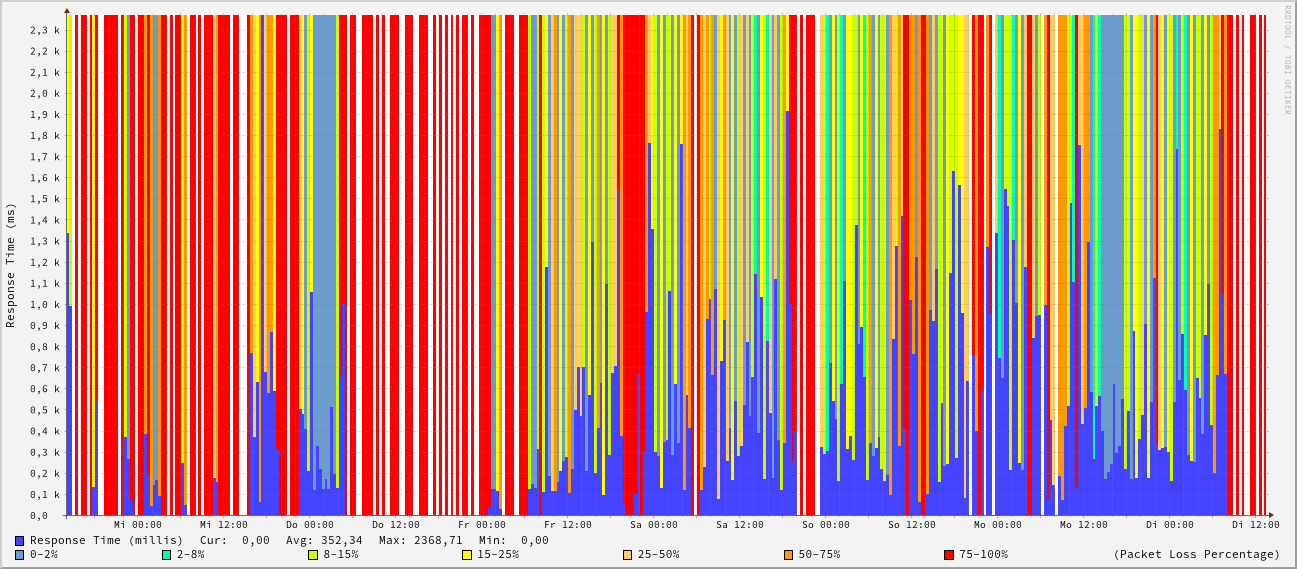 RRDTOOL / TOBI OETIKER
Response Time (ms)
2,3 k
2,2 k
2,1 k
2,0 k
1,9 k
1,8 k
1,7 k
1,6 k
1,5 k
1,4 k
1,3 k
1,2 k
1,1 k
1,0 k
0,9 k
0,8 k
0,7 k
0,6 k
0,5 k
0,4 k
0,3 k
0,2 k
0,1 k
0,0
Mi 00:00 Mi 12:00 Do 00:00 Do 12:00 Fr 00:00 Fr 12:00 Sa 00:00 Sa 12:00 So 00:00 So 12:00 Mo 00:00 Mo 12:00 Di 00:00 Di 12:00
Response Time (millis) Cur: 0,00 Avg: 352,34 Max: 2368,71 Min: 0,00
0-2% 2-8% 8-15% 15-25% 25-50% 50-75% 75-100% (Packet Loss Percentage)